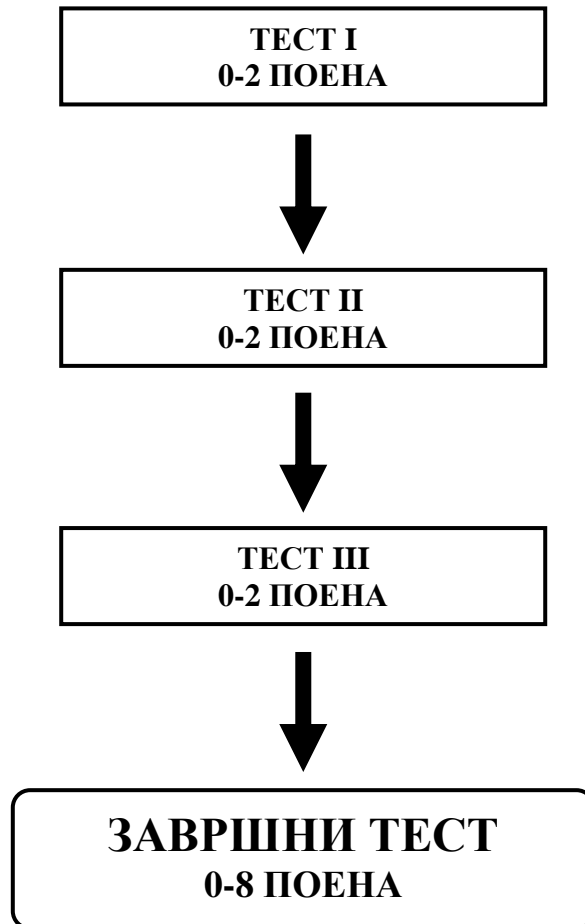 ТЕСТ I
0-2 ПОЕНА
ТЕСТ II
0-2 ПОЕНА
ТЕСТ III
0-2 ПОЕНА
ЗАВРШНИ ТЕСТ
0-8 ПОЕНА